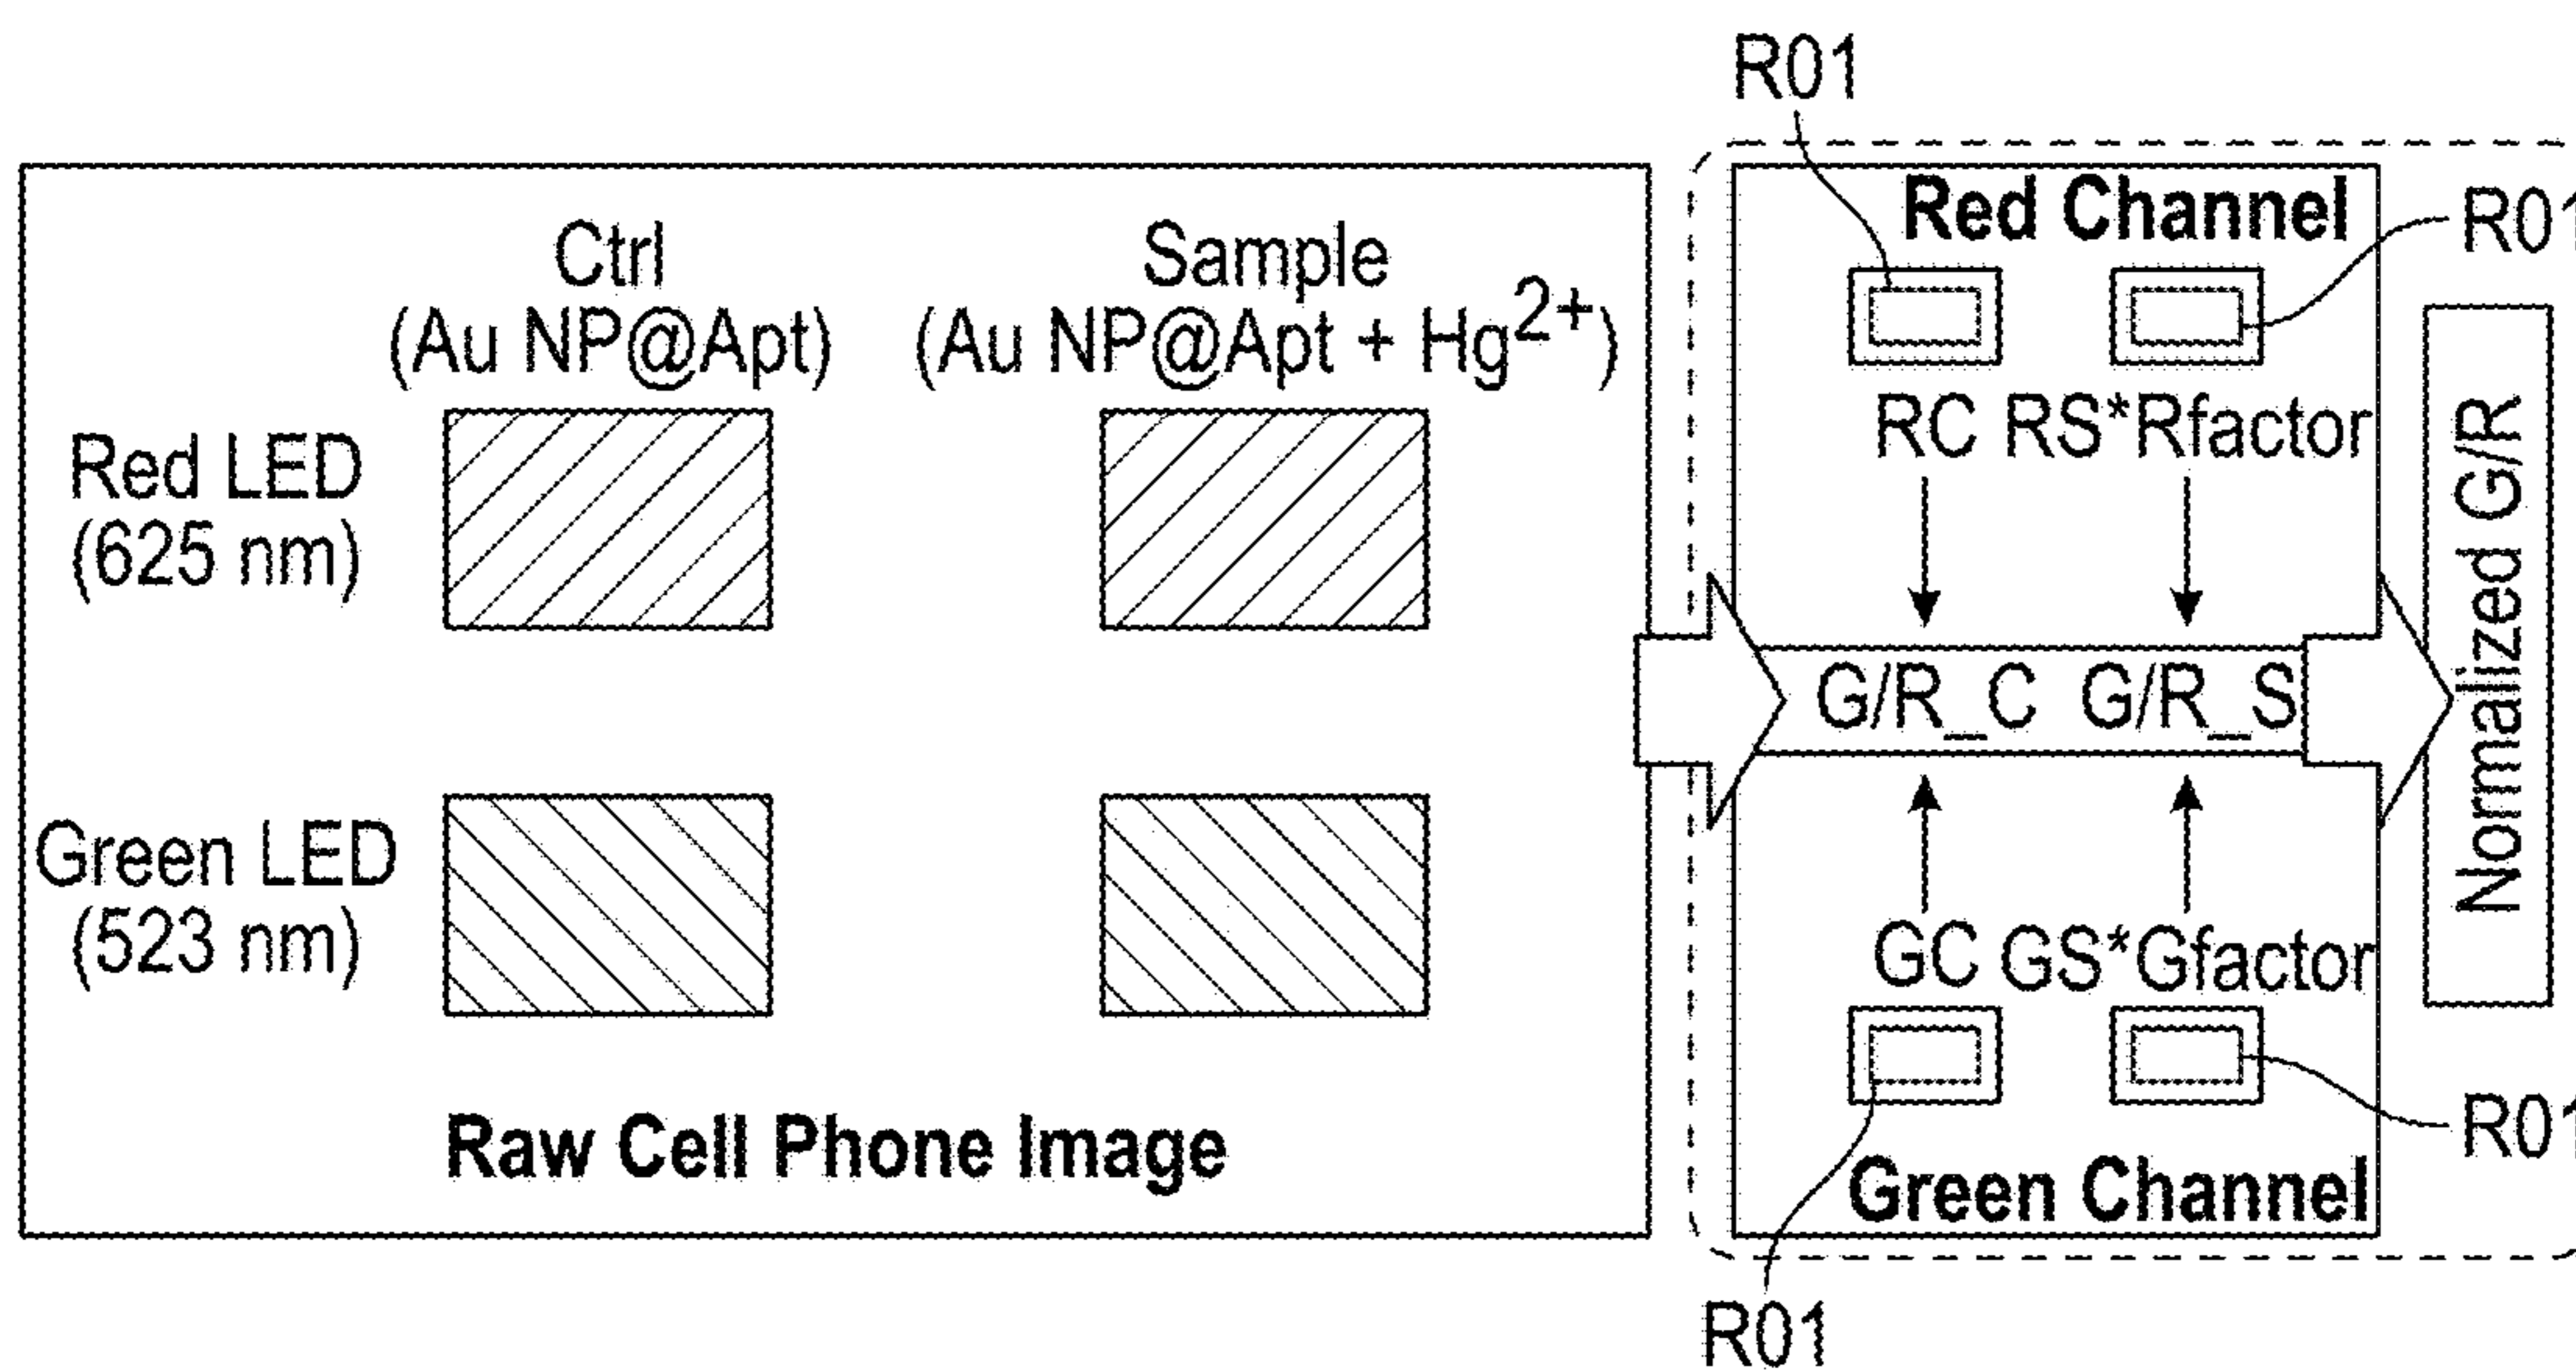 R01
Red Channel
R01
Ctrl
(Au NP@Apt)
Sample
(Au NP@Apt + Hg2+)
Red LED
(625 nm)
RC RS*Rfactor
G/R_C G/R_S
Normalized G/R
Green LED
(523 nm)
GC GS*Gfactor
R01
Green Channel
Raw Cell Phone Image
R01